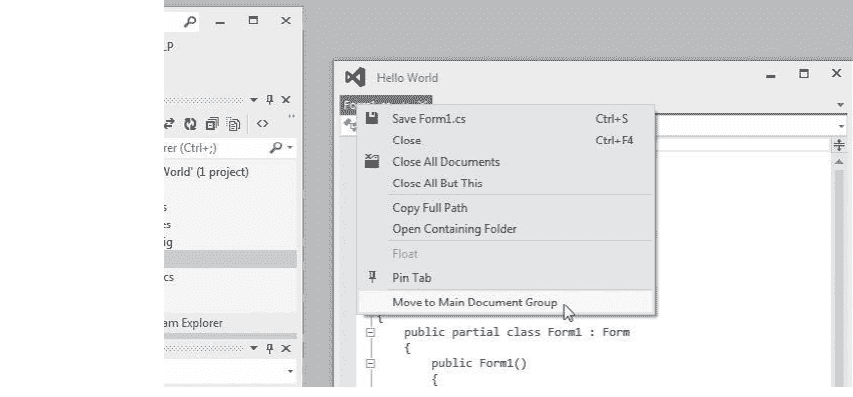 Hello World
rer (Ctrl+;)
World' (1 project)
ig
cs
am Explorer
Save Form1.cs Ctrl+S
Close Ctrl+F4
Close All Documents
Close All But This
Copy Full Path
Open Containing Folder
Float
Pin Tab
Move to Main Document Group
{
public partial class Form1 : Form
{
public Form1()
{